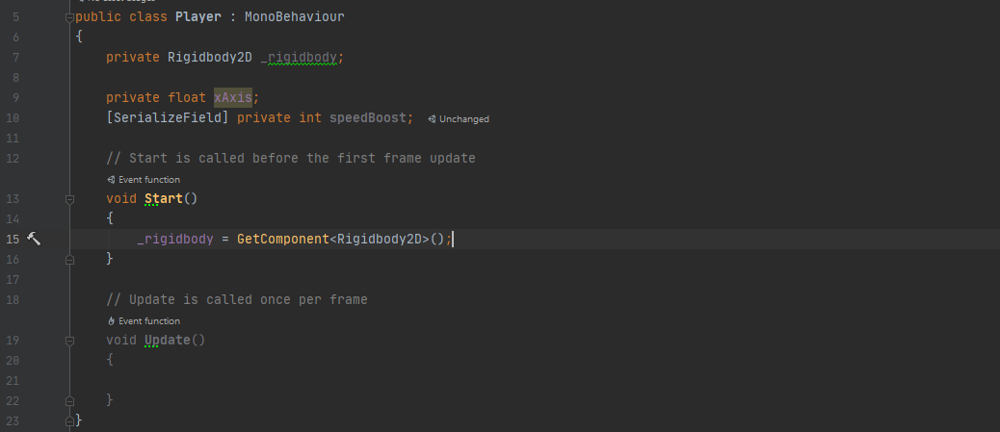 5 public class Player : MonoBehaviour
6 {
7 private Rigidbody2D _rigidbody;
8
9 private float xAxis;
10 [SerializeField] private int speedBoost; Unchanged
11
12 // Start is called before the first frame update
Event function
13 void Start()
14 {
15 _rigidbody = GetComponent<Rigidbody2D>();
16 }
17
18 // Update is called once per frame
Event function
19 void Update()
20 {
21
22 }
23 }